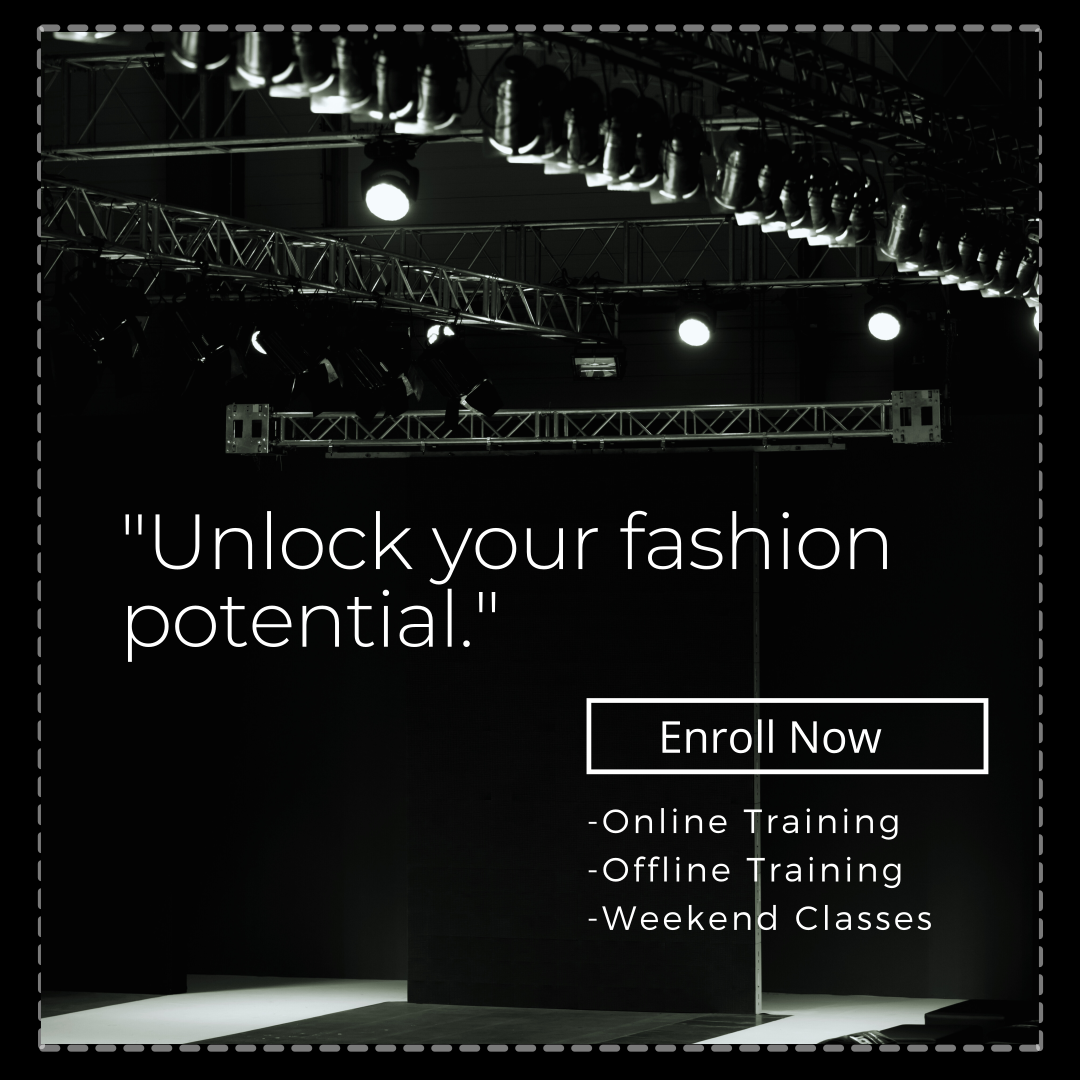 "Unlock your fashion
potential."
Enroll Now
-Online Training
-Offline Training
-Weekend Classes